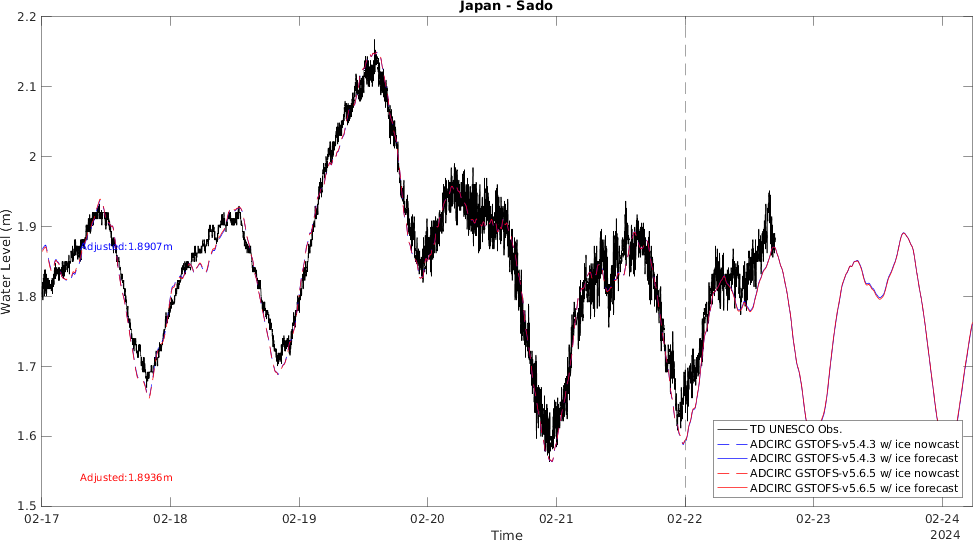 Japan - Sado
2.2
2.1
2
1.9
1.8
1.7
1.6
1.5
Water Level (m)
Adjusted:1.8907m
Adjusted:1.8936m
TD UNESCO Obs.
ADCIRC GSTOFS-v5.4.3 w/ ice nowcast
ADCIRC GSTOFS-v5.4.3 w/ ice forecast
ADCIRC GSTOFS-v5.6.5 w/ ice nowcast
ADCIRC GSTOFS-v5.6.5 w/ ice forecast
02-17 02-18 02-19 02-20 02-21 02-22 02-23 02-24
Time
2024